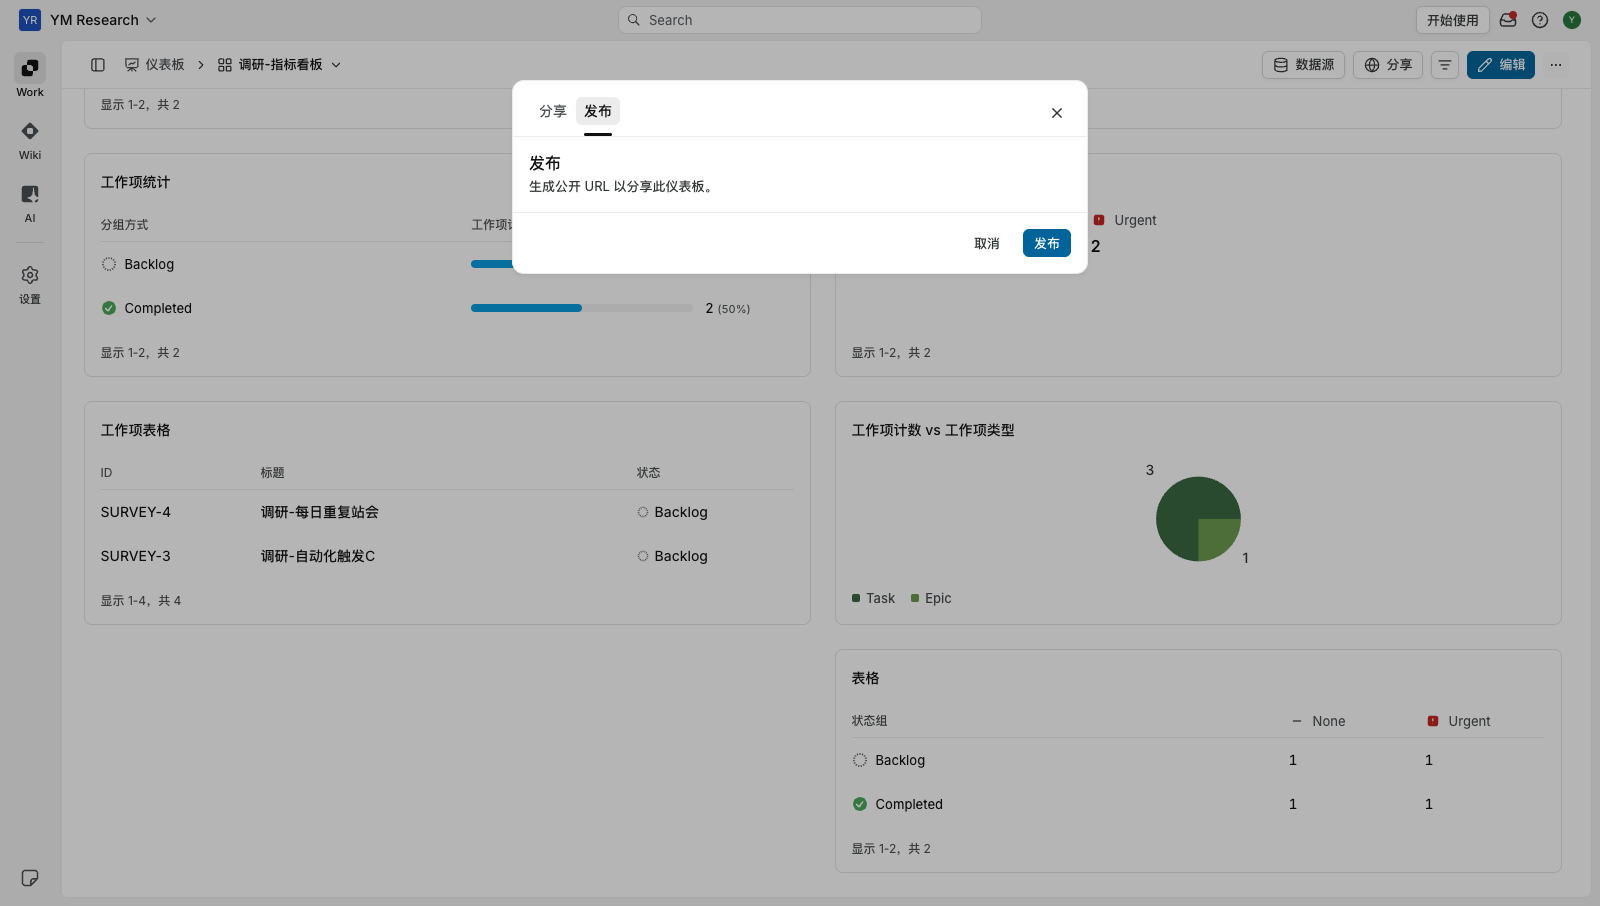 YR YM Research
Search
开始使用
Y
Work
Wiki
AI
设置
仪表板
调研-指标看板
数据源
分享
编辑
显示 1-2，共 2
分享
发布
发布
生成公开 URL 以分享此仪表板。
取消
发布
工作项统计
分组方式
Backlog
Completed
2 (50%)
显示 1-2，共 2
Urgent
2
显示 1-2，共 2
工作项表格
ID 标题 状态
SURVEY-4 调研-每日重复站会 Backlog
SURVEY-3 调研-自动化触发C Backlog
显示 1-4，共 4
工作项计数 vs 工作项类型
3
1
Task Epic
表格
状态组 None Urgent
Backlog 1 1
Completed 1 1
显示 1-2，共 2